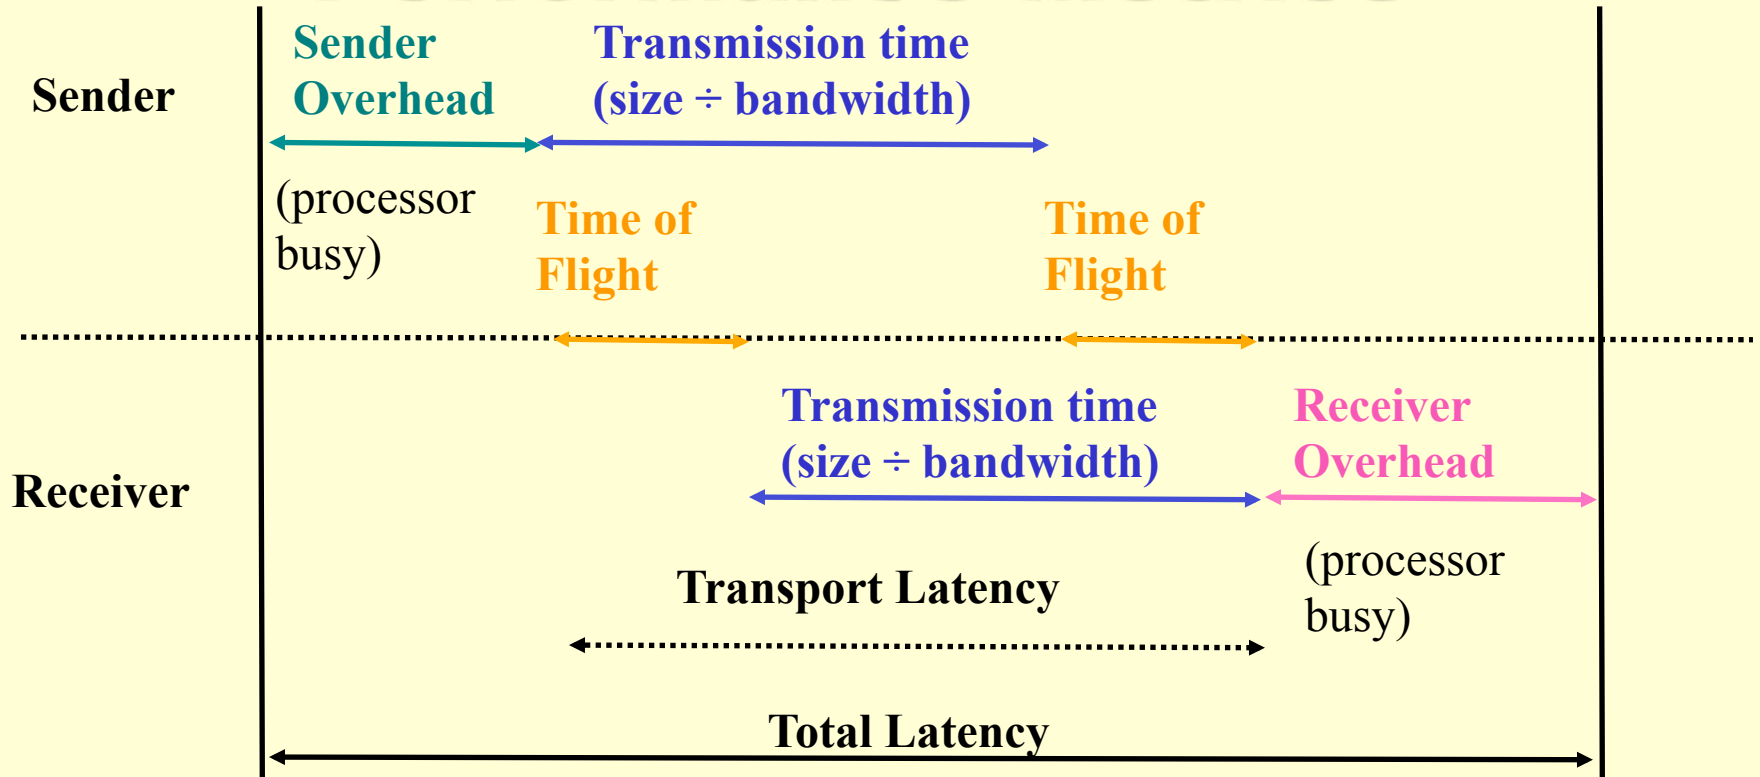 Sender
Overhead
Transmission time
(size ÷ bandwidth)
Sender
(processor
busy)
Time of
Flight
Time of
Flight
Transmission time
(size ÷ bandwidth)
Receiver
Overhead
Receiver
(processor
busy)
Transport Latency
Total Latency